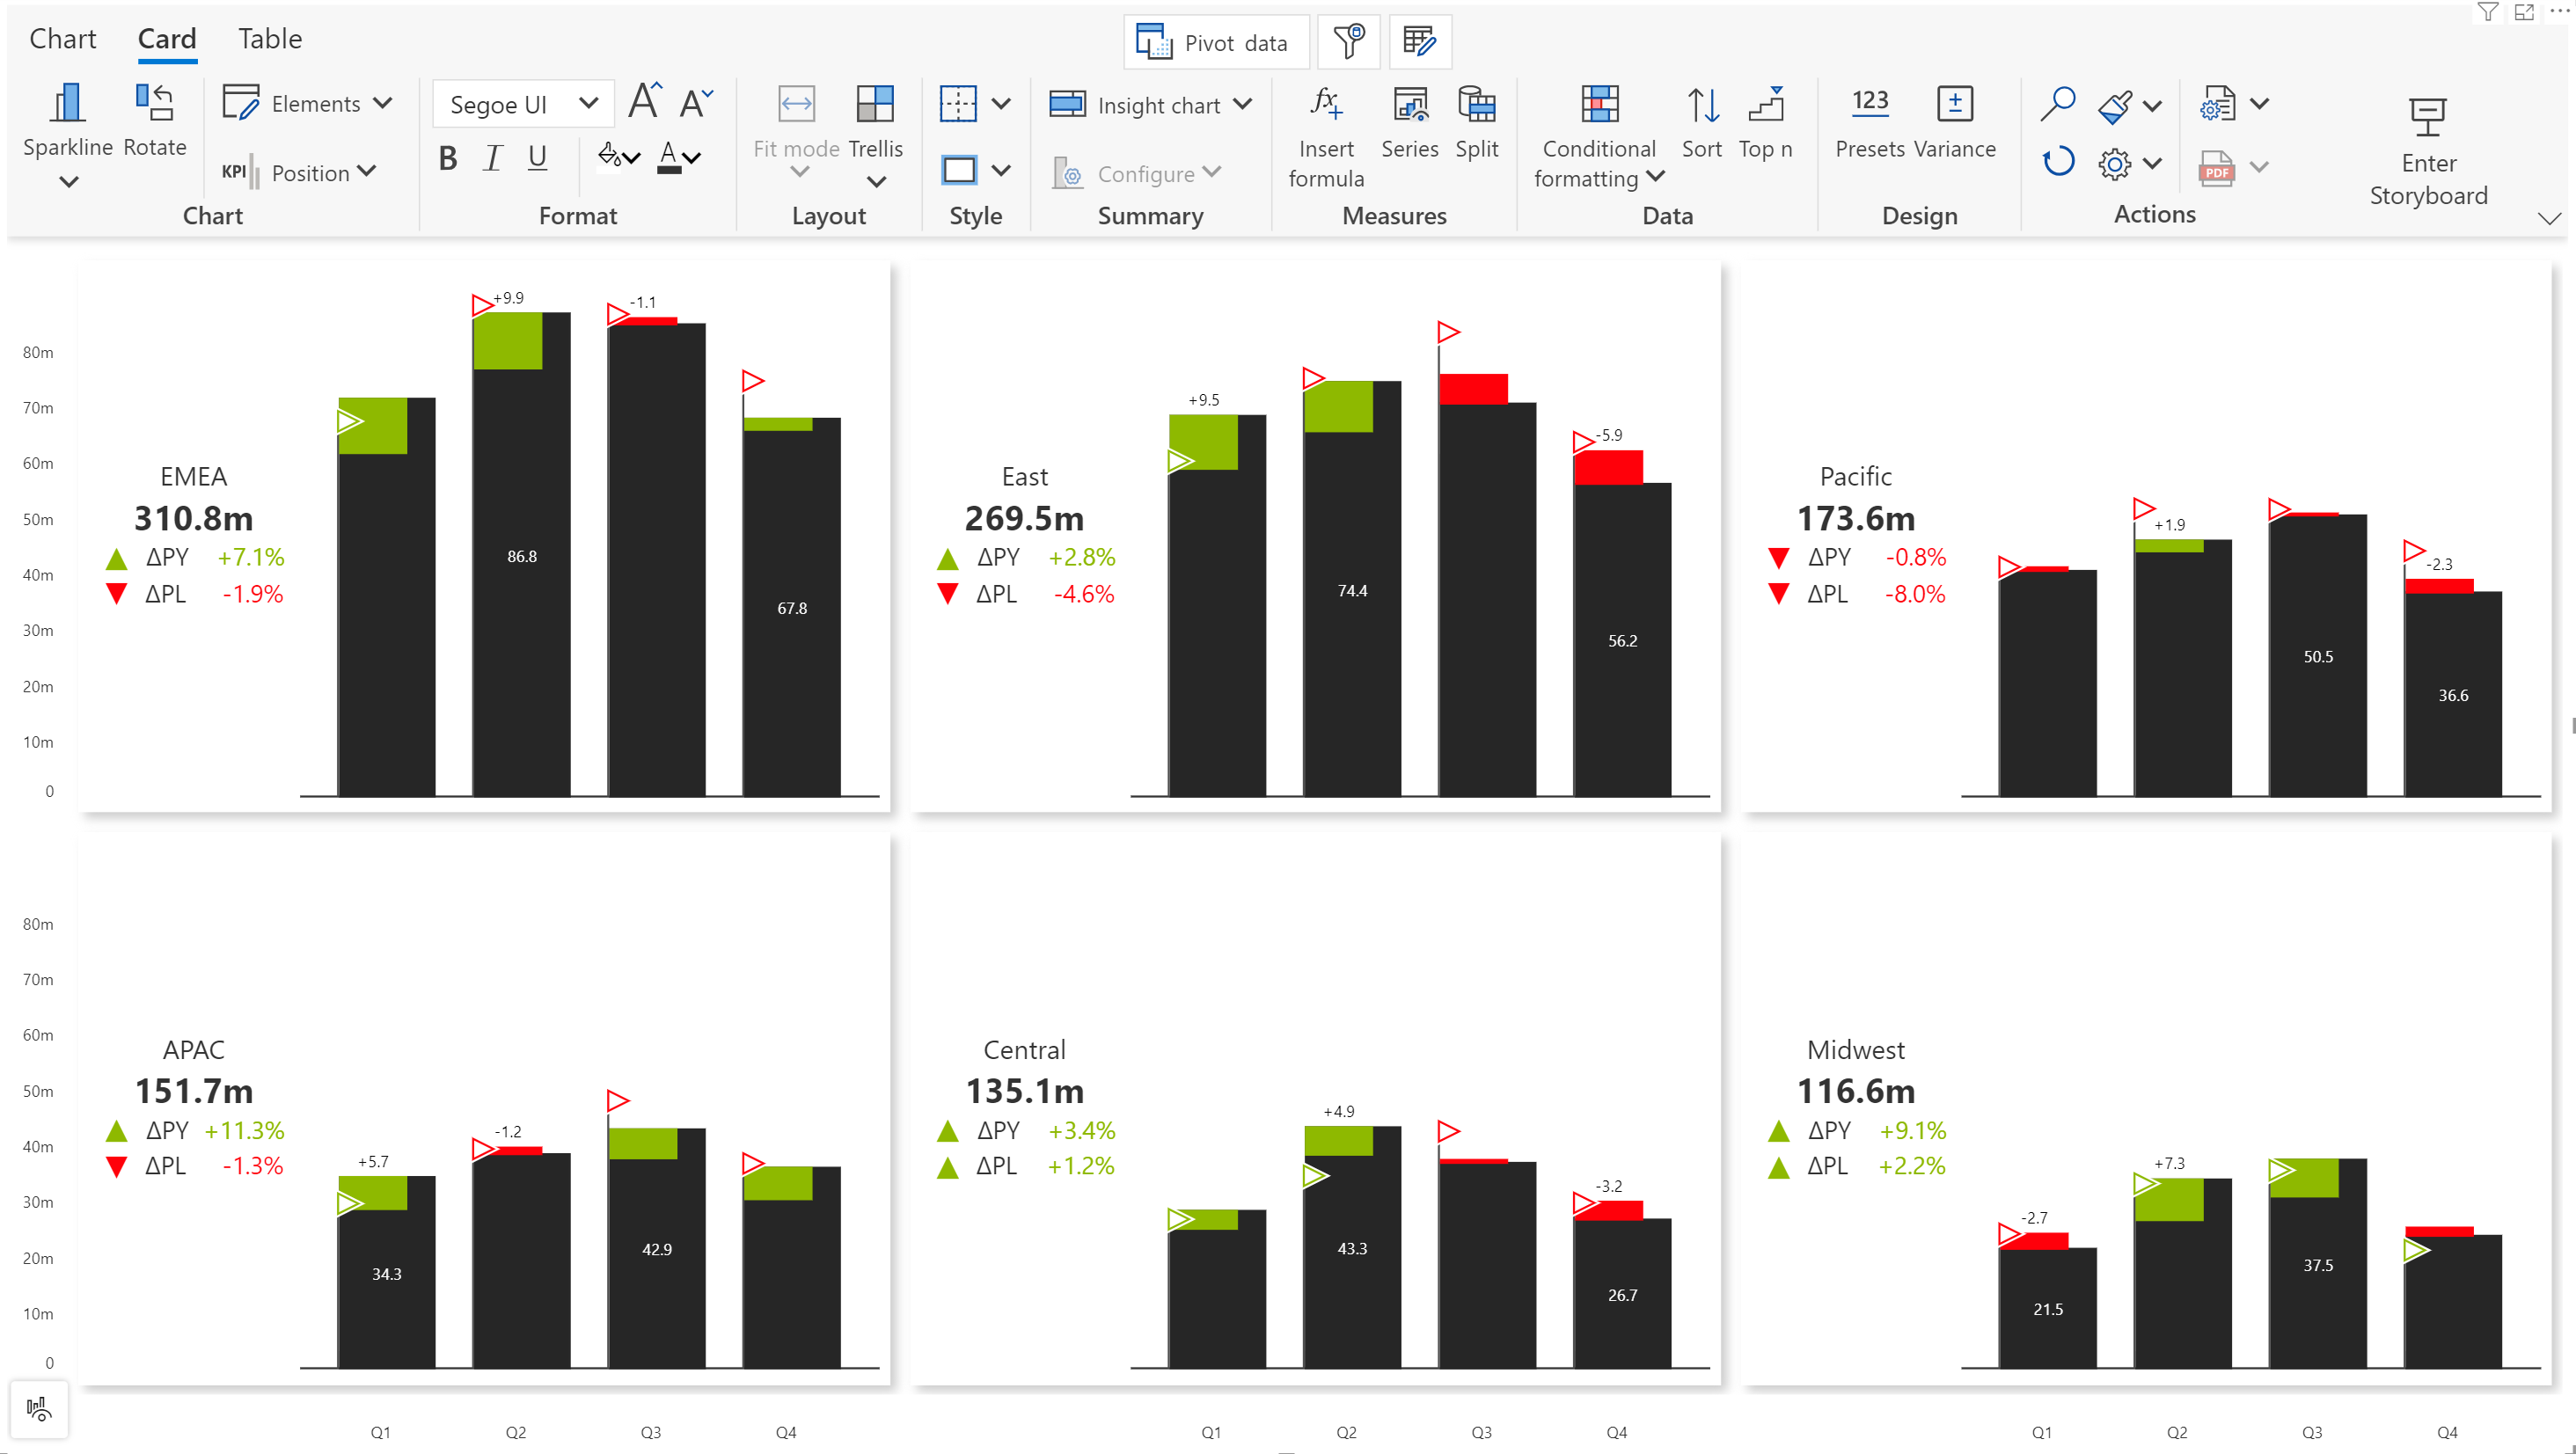 Chart Card Table
Pivot data
Sparkline Rotate
Elements
KPI Position
Chart
Segoe UI A A
B I U A
Format
Fit mode Trellis
Layout
Style
Insight chart
Configure
Summary
fx
Insert formula Series Split
Measures
Conditional formatting Sort Top n
Data
123
Presets Variance
Design
PDF
Actions
Enter
Storyboard
80m
70m
60m
50m
40m
30m
20m
10m
0
EMEA
310.8m
ΔPY +7.1%
ΔPL -1.9%
+9.9
-1.1
86.8
67.8
East
269.5m
ΔPY +2.8%
ΔPL -4.6%
+9.5
-5.9
74.4
56.2
Pacific
173.6m
ΔPY -0.8%
ΔPL -8.0%
+1.9
-2.3
50.5
36.6
80m
70m
60m
50m
40m
30m
20m
10m
0
APAC
151.7m
ΔPY +11.3%
ΔPL -1.3%
+5.7
-1.2
34.3
42.9
Central
135.1m
ΔPY +3.4%
ΔPL +1.2%
+4.9
-3.2
43.3
26.7
Midwest
116.6m
ΔPY +9.1%
ΔPL +2.2%
-2.7
+7.3
21.5
37.5
Q1 Q2 Q3 Q4 Q1 Q2 Q3 Q4 Q1 Q2 Q3 Q4